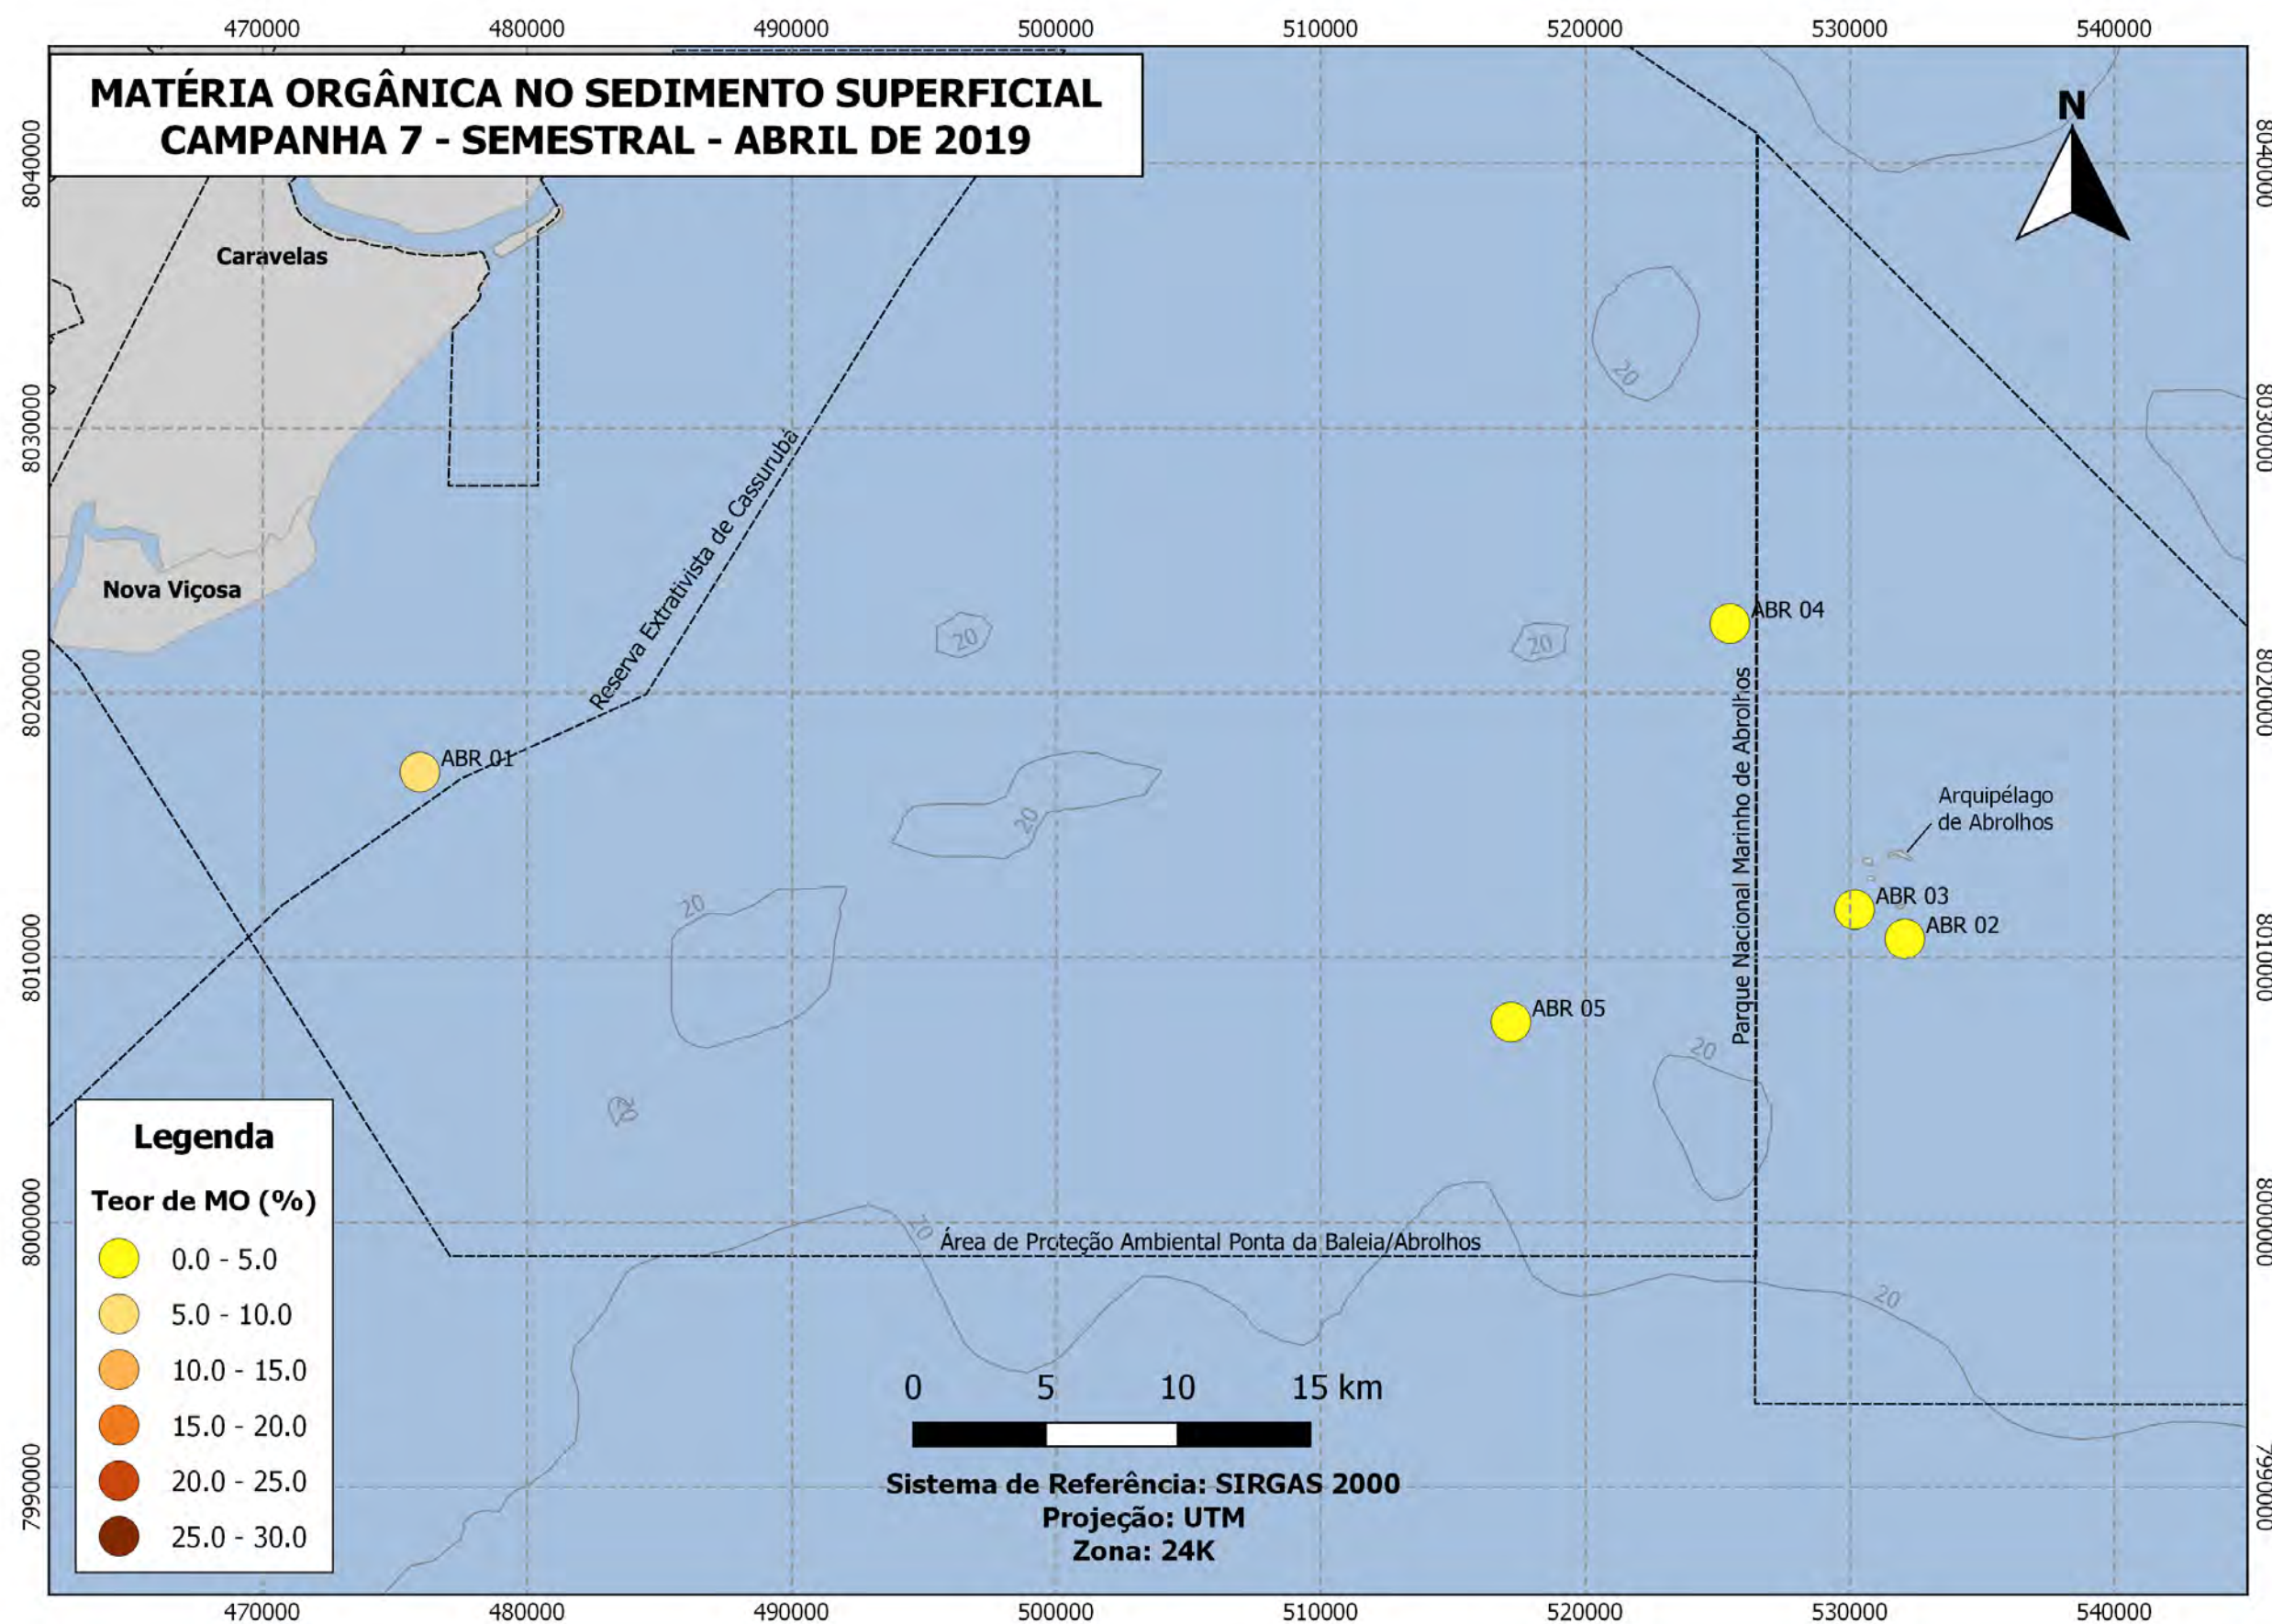 470000 480000 490000 500000 510000 520000 530000 540000
MATÉRIA ORGÂNICA NO SEDIMENTO SUPERFICIAL
CAMPANHA 7 - SEMESTRAL - ABRIL DE 2019
N
8040000
8040000
Caravelas
20
8030000
8030000
Reserva Extrativista de Cassurubá
Nova Viçosa
ABR 04
20
20
8020000
8020000
ABR 01
Parque Nacional Marinho de Abrolhos
Arquipélago
de Abrolhos
20
ABR 03
20
ABR 02
8010000
8010000
ABR 05
20
20
Legenda
Teor de MO (%)
0.0 - 5.0
5.0 - 10.0
10.0 - 15.0
15.0 - 20.0
20.0 - 25.0
25.0 - 30.0
8000000
8000000
20
Área de Proteção Ambiental Ponta da Baleia/Abrolhos
20
0 5 10 15 km
Sistema de Referência: SIRGAS 2000
Projeção: UTM
Zona: 24K
7990000
7990000
470000 480000 490000 500000 510000 520000 530000 540000